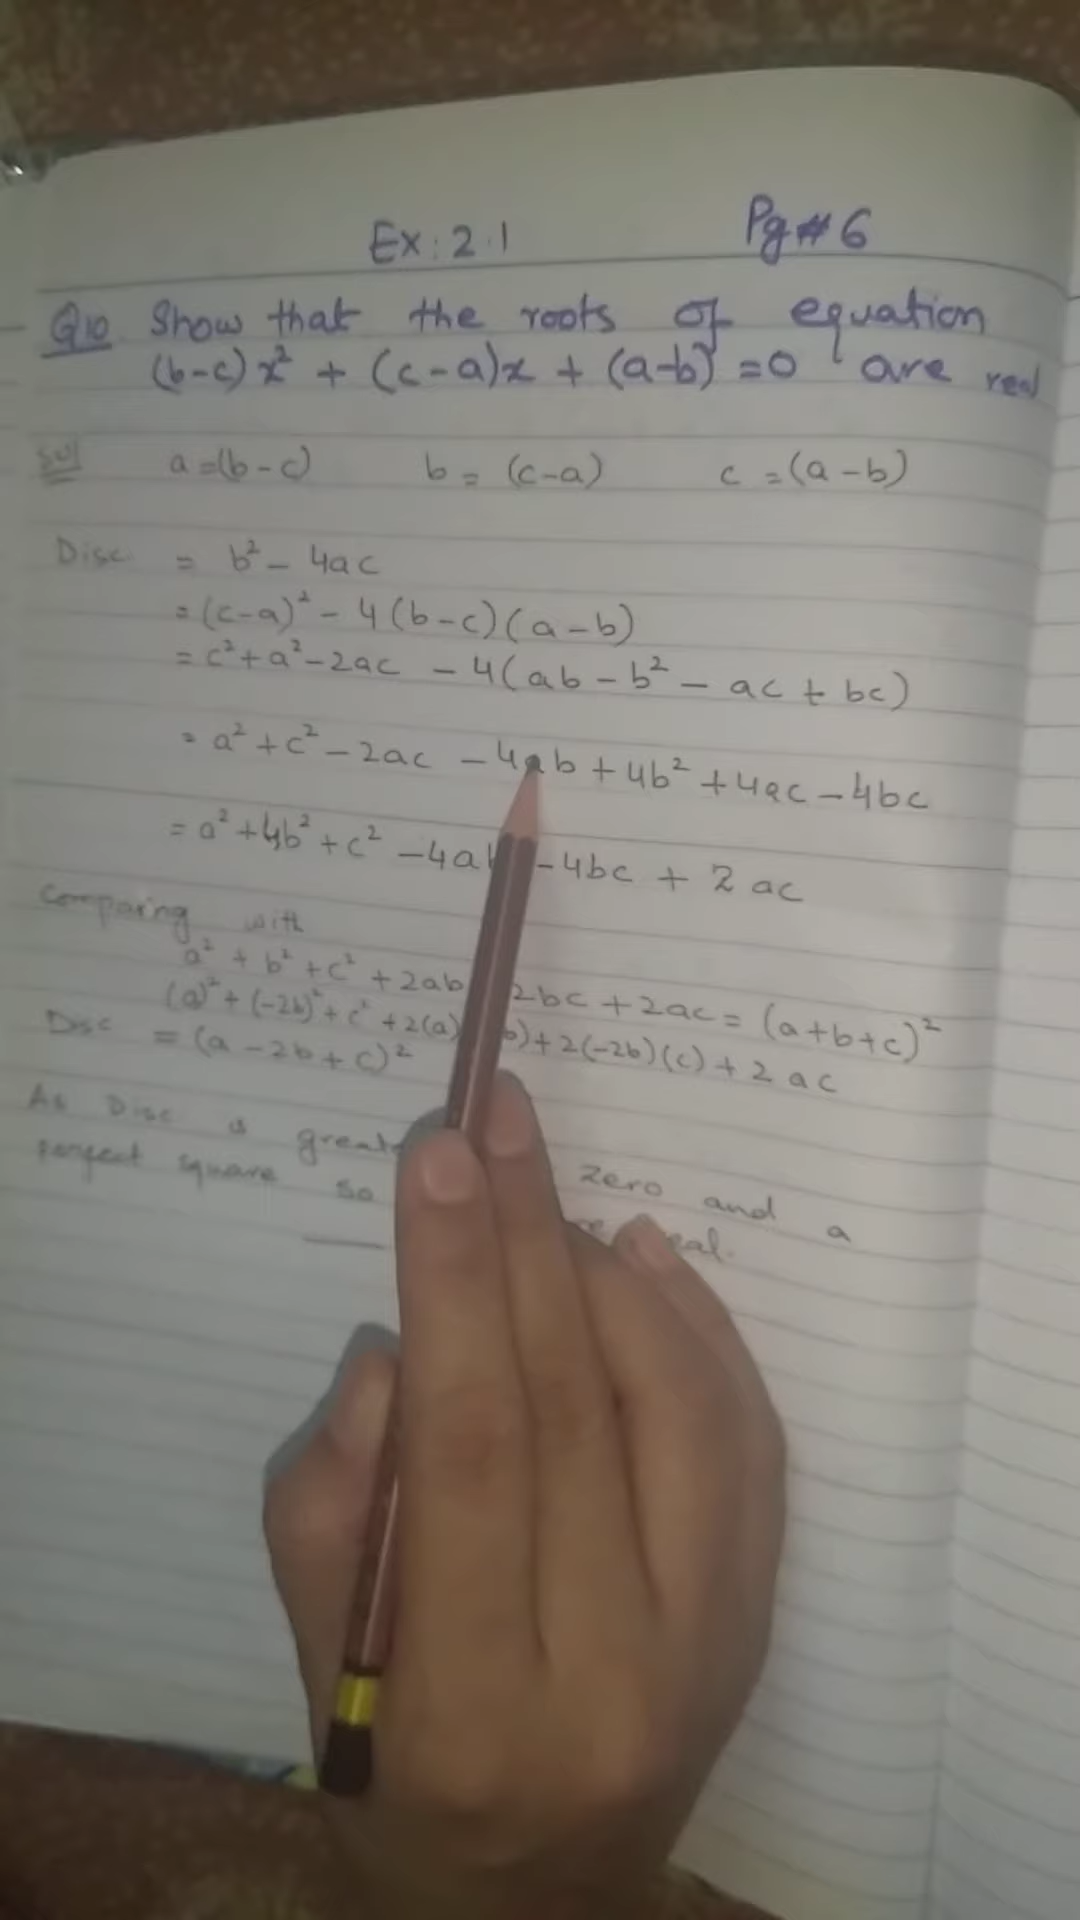 Ex: 2.1 Pg # 6
Q10 Show that the roots of equation
(b-c)x² + (c-a)x + (a-b) = 0 are real
Sol a = (b-c) b = (c-a) c = (a-b)
Disc = b² - 4ac
= (c-a)² - 4(b-c)(a-b)
= c² + a² - 2ac - 4(ab - b² - ac + bc)
= a² + c² - 2ac - 4ab + 4b² + 4ac - 4bc
= a² + 4b² + c² - 4ab - 4bc + 2ac
Comparing with
a² + b² + c² + 2ab 2bc + 2ac = (a+b+c)²
(a)² + (-2b)² + c² + 2(a) b) + 2(-2b)(c) + 2ac
Disc = (a - 2b + c)²
As Disc is zero and a
perfect square so real.